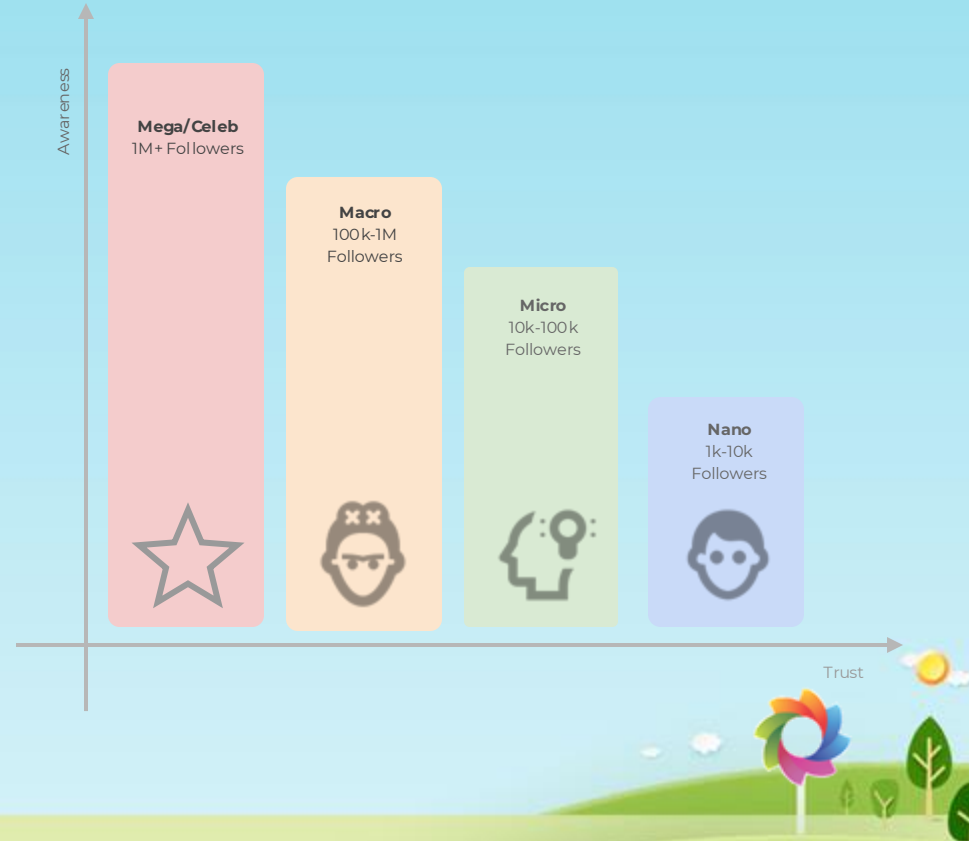 Awareness
Mega/Celeb
1M+ Followers
Macro
100k-1M
Followers
Micro
10k-100k
Followers
Nano
1k-10k
Followers
Trust